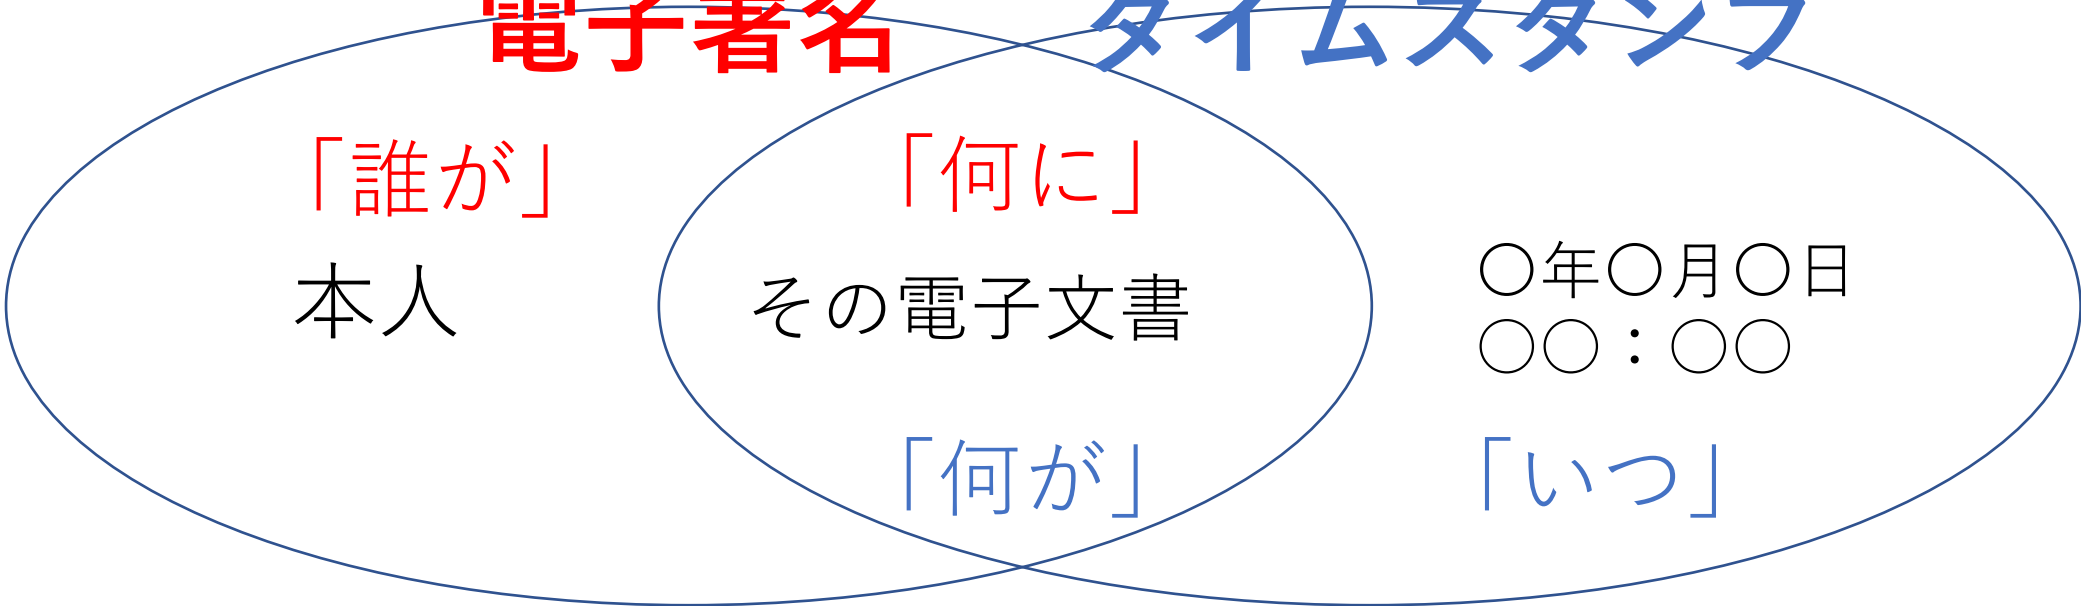 電子署名 タイムスタンプ
「誰が」 「何に」
本人 その電子文書 〇年〇月〇日
〇〇：〇〇
「何が」 「いつ」